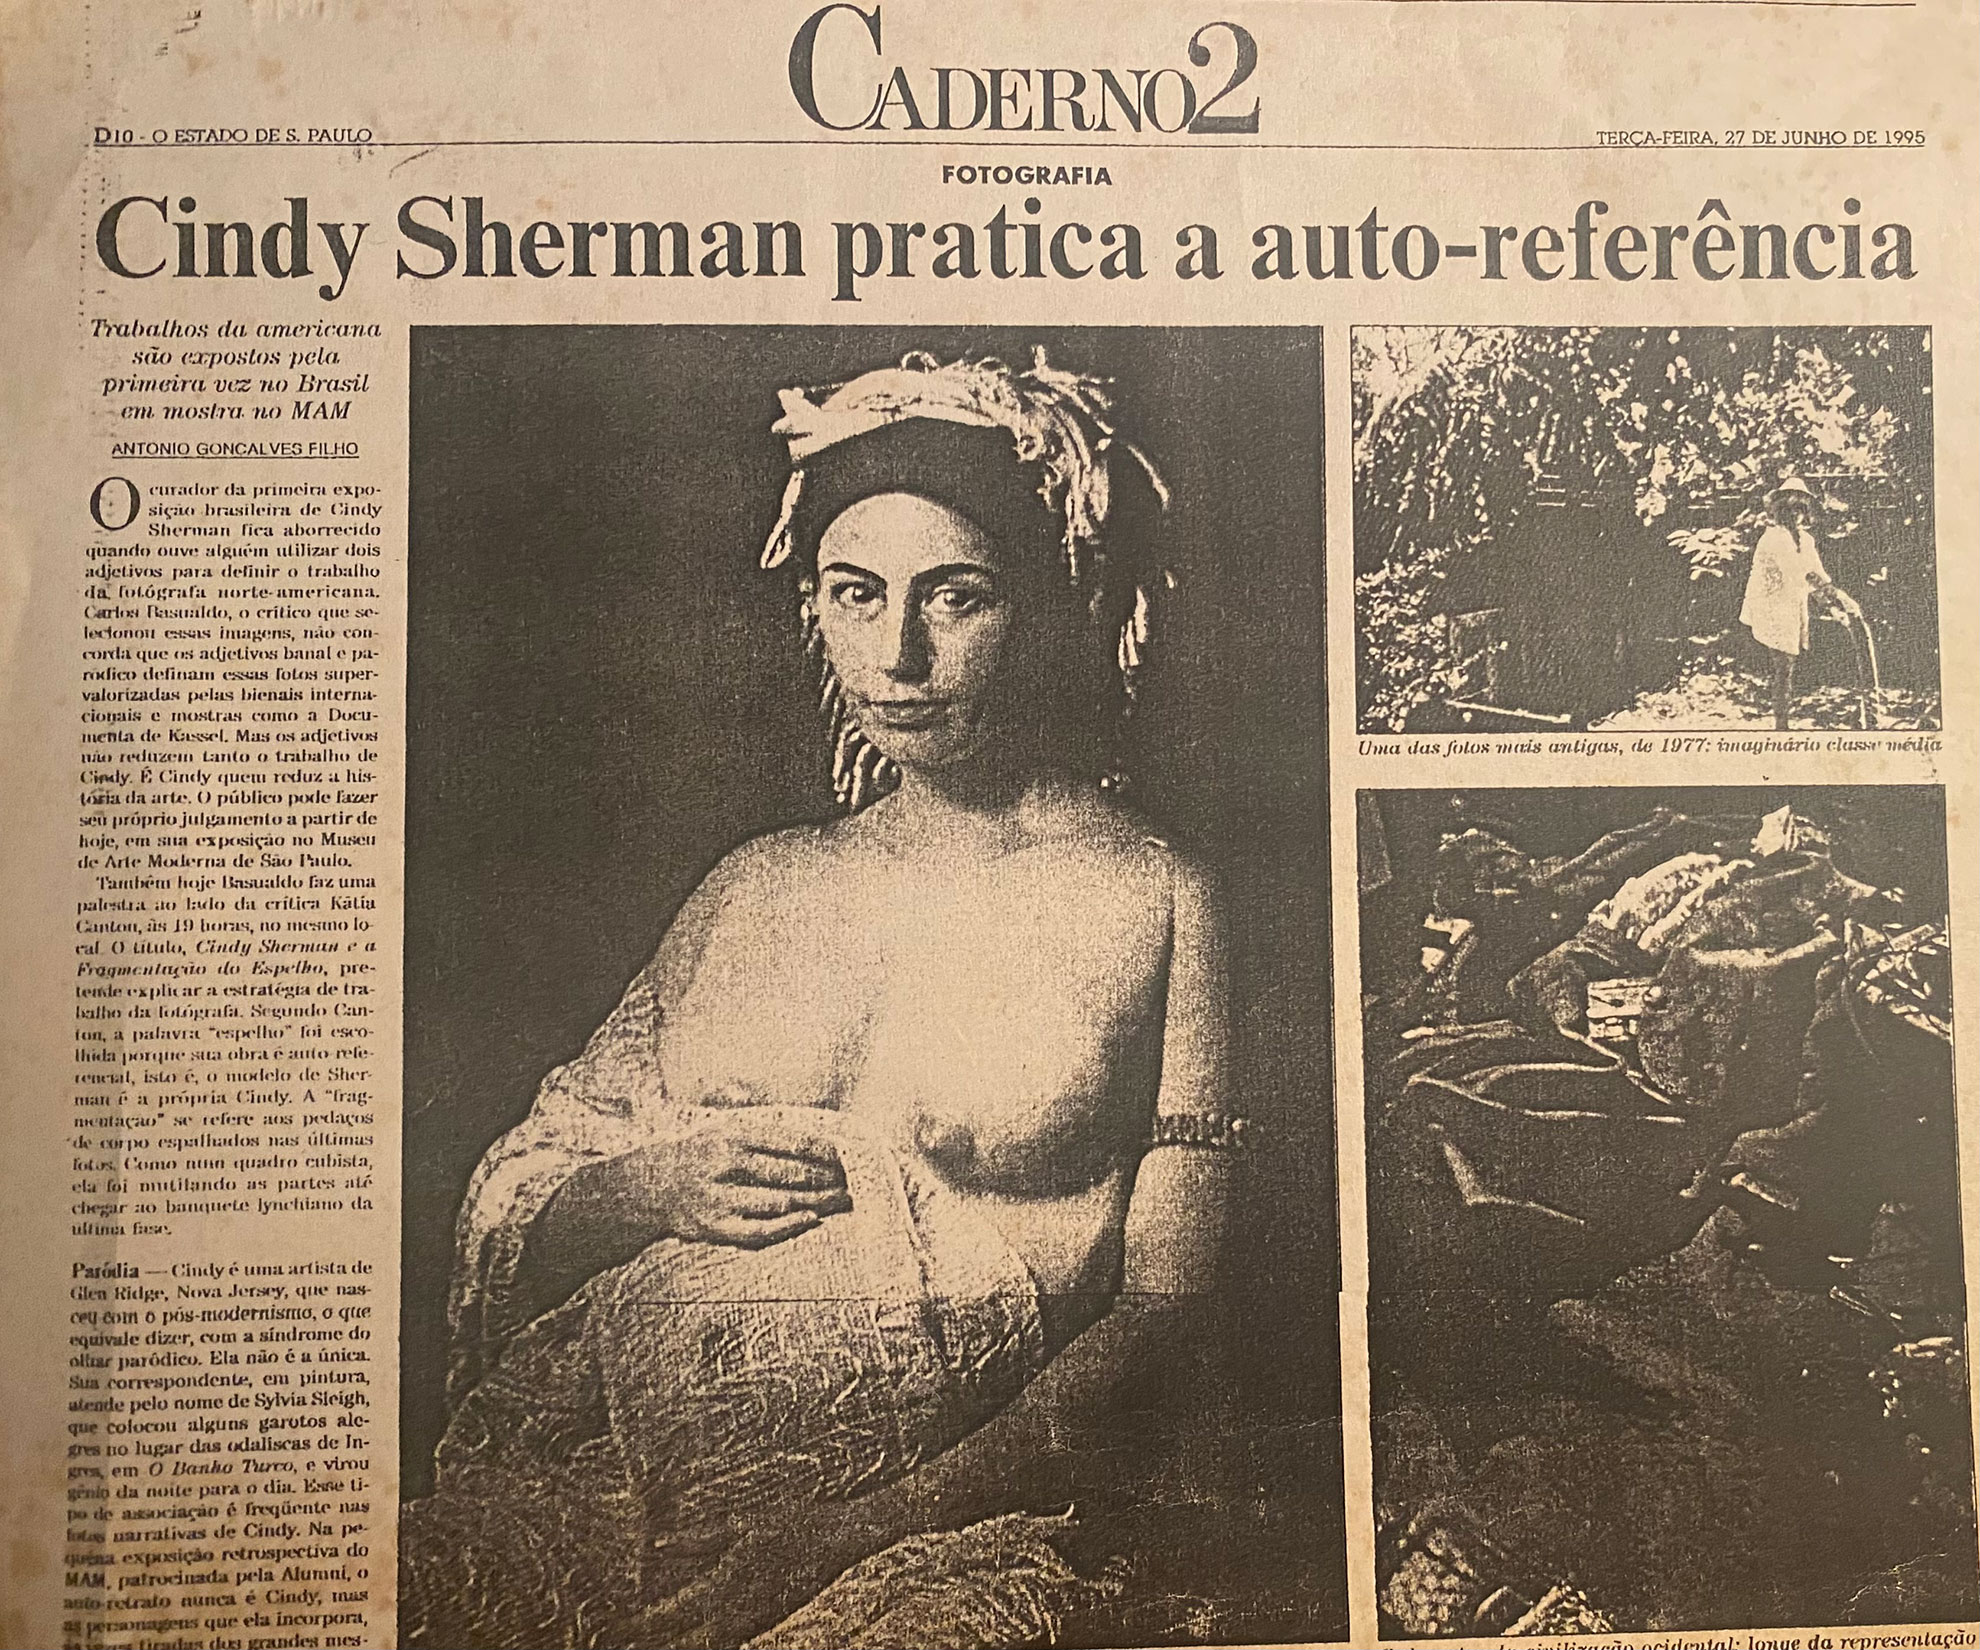 CADERNO2
D10 - O ESTADO DE S. PAULO
TERÇA-FEIRA, 27 DE JUNHO DE 1995
FOTOGRAFIA
Cindy Sherman pratica a auto-referência
Trabalhos da americana
são expostos pela
primeira vez no Brasil
em mostra no MAM
ANTONIO GONÇALVES FILHO
O curador da primeira expo-
sição brasileira de Cindy
Sherman fica aborrecido
quando ouve alguém utilizar dois
adjetivos para definir o trabalho
da fotógrafa norte-americana.
Carlos Basualdo, o crítico que se-
lecionou essas imagens, não con-
corda que os adjetivos banal e pa-
ródico definam essas fotos super-
valorizadas pelas bienais interna-
cionais e mostras como a Docu-
menta de Kassel. Mas os adjetivos
não reduzem tanto o trabalho de
Cindy. É Cindy quem reduz a his-
tória da arte. O público pode fazer
seu próprio julgamento a partir de
hoje, em sua exposição no Museu
de Arte Moderna de São Paulo.
Também hoje Basualdo faz uma
palestra ao lado da crítica Kátia
Canton, às 19 horas, no mesmo lo-
cal. O título, Cindy Sherman e a
Fragmentação do Espelho, pre-
tende explicar a estratégia de tra-
balho da fotógrafa. Segundo Can-
ton, a palavra "espelho" foi esco-
lhida porque sua obra é auto-refe-
rencial, isto é, o modelo de Sher-
man é a própria Cindy. A "frag-
mentação" se refere aos pedaços
de corpo espalhados nas últimas
fotos. Como num quadro cubista,
ela foi mutilando as partes até
chegar ao banquete lynchiano da
última fase.
Paródia — Cindy é uma artista de
Glen Ridge, Nova Jersey, que nas-
ceu com o pós-modernismo, o que
equivale dizer, com a síndrome do
olhar paródico. Ela não é a única.
Sua correspondente, em pintura,
atende pelo nome de Sylvia Sleigh,
que colocou alguns garotos ale-
gres no lugar das odaliscas de In-
gres, em O Banho Turco, e virou
gênio da noite para o dia. Esse ti-
po de associação é freqüente nas
fotos narrativas de Cindy. Na pe-
quena exposição retrospectiva do
MAM, patrocinada pela Alumni, o
auto-retrato nunca é Cindy, mas
as personagens que ela incorpora,
tiradas dos grandes mes-
Uma das fotos mais antigas, de 1977: imaginário classe média
civilização ocidental: longe da representação